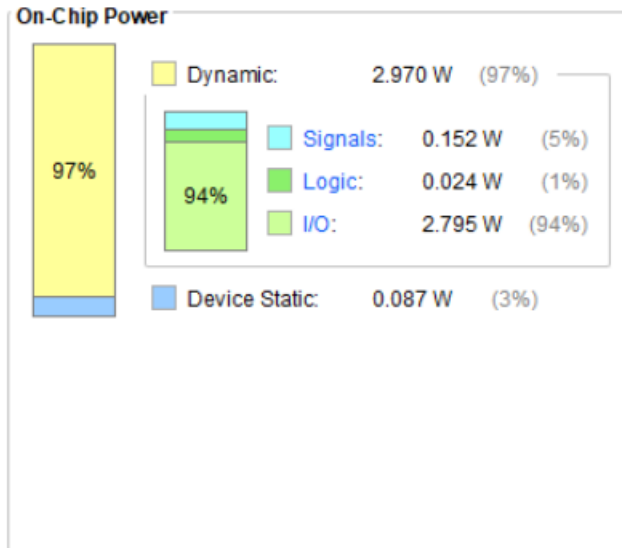 On-Chip Power
Dynamic: 2.970 W (97%)
97%
94%
Signals: 0.152 W (5%)
Logic: 0.024 W (1%)
I/O: 2.795 W (94%)
Device Static: 0.087 W (3%)